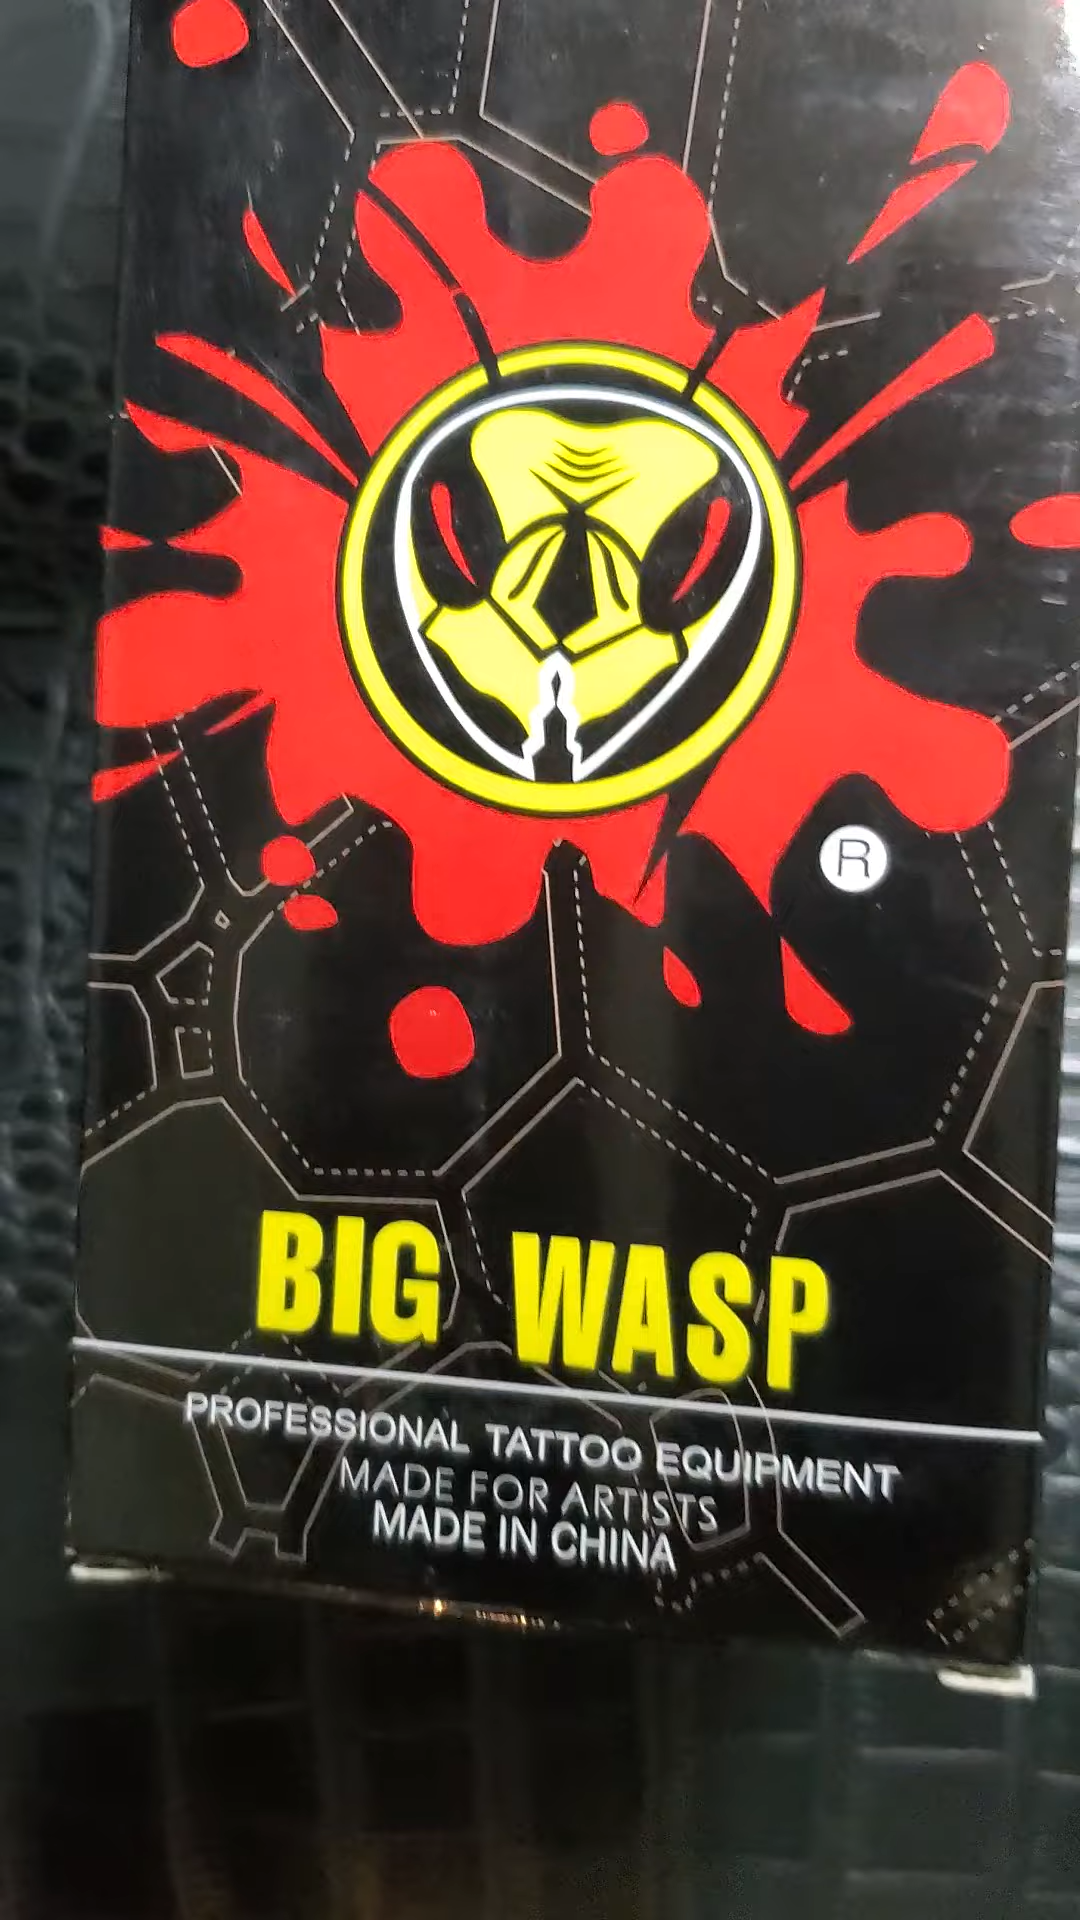 ®
BIG WASP
PROFESSIONAL TATTOO EQUIPMENT
MADE FOR ARTISTS
MADE IN CHINA